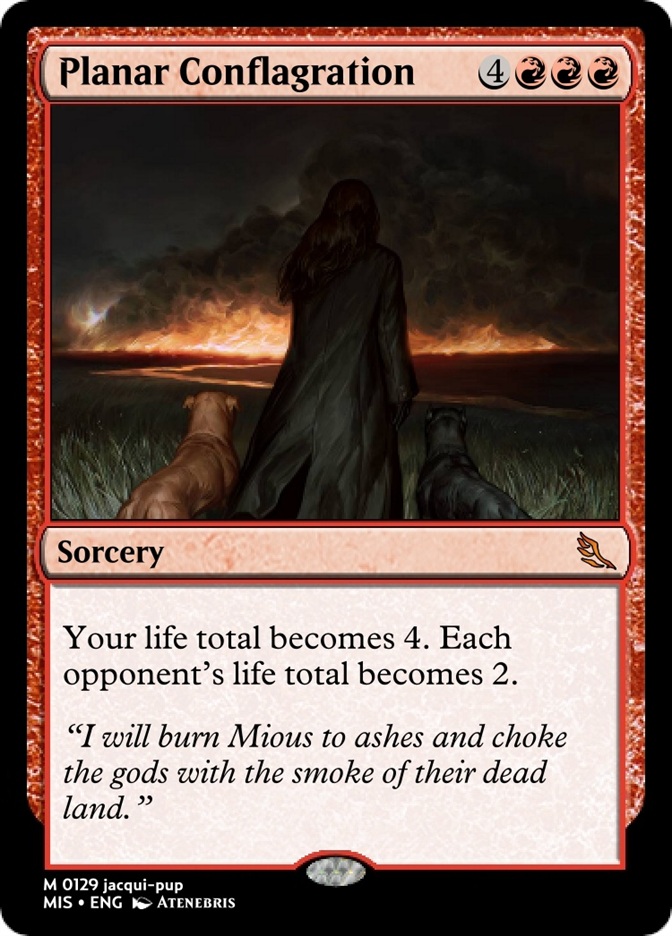 Planar Conflagration 4
Sorcery
Your life total becomes 4. Each
opponent's life total becomes 2.
“I will burn Mious to ashes and choke
the gods with the smoke of their dead
land.”
M 0129 jacqui-pup
MIS • ENG Atenebris